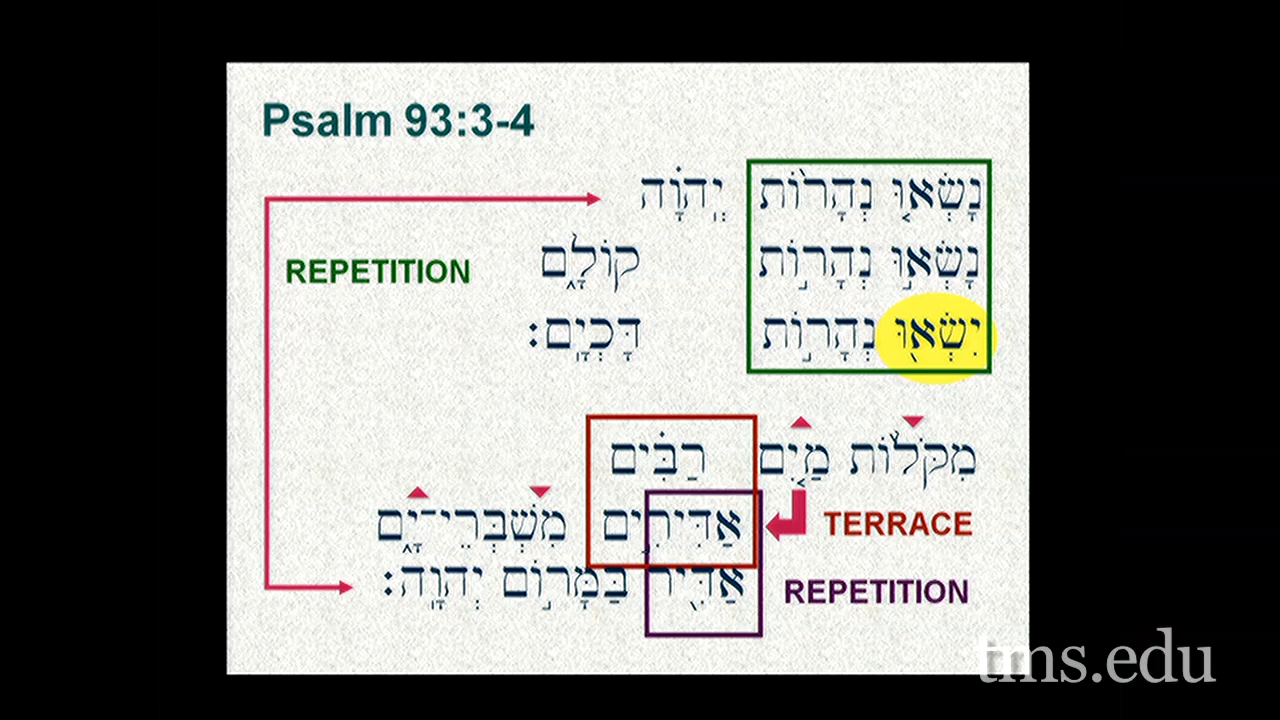 Psalm 93:3-4
נָשְׂא֤וּ נְהָר֨וֹת יְֽהוָ֗ה
נָשְׂא֣וּ נְהָר֣וֹת קוֹלָ֑ם
יִשְׂא֖וּ נְהָר֣וֹת דָּכְיָֽם׃
REPETITION
מִקֹּל֨וֹת מַ֤יִם רַבִּ֗ים
אַדִּירִ֣ים מִשְׁבְּרֵי־יָ֑ם
TERRACE
אַדִּ֖יר בַּמָּר֣וֹם יְהוָֽה׃
REPETITION
tms.edu